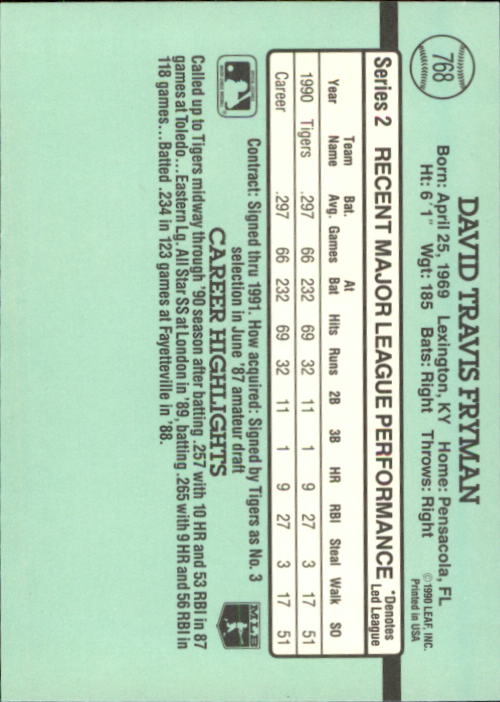 768
DAVID TRAVIS FRYMAN
Born: April 25, 1969 Lexington, KY Home: Pensacola, FL
Ht: 6'1" Wgt: 185 Bats: Right Throws: Right
©1990 LEAF, INC.
Printed in USA
Series 2 RECENT MAJOR LEAGUE PERFORMANCE *Denotes Led League
Year Team Name Bat. Avg. Games At Bat Hits Runs 2B 3B HR RBI Steal Walk SO
1990 Tigers .297 66 232 69 32 11 1 9 27 3 17 51
Career .297 66 232 69 32 11 1 9 27 3 17 51
Contract: Signed thru 1991. How acquired: Signed by Tigers as No. 3
selection in June '87 amateur draft
MLB
CAREER HIGHLIGHTS
Called up to Tigers midway through '90 season after batting .257 with 10 HR and 53 RBI in 87
games at Toledo...Eastern Lg. All Star SS at London in '89, batting .265 with 9 HR and 56 RBI in
118 games...Batted .234 in 123 games at Fayetteville in '88.